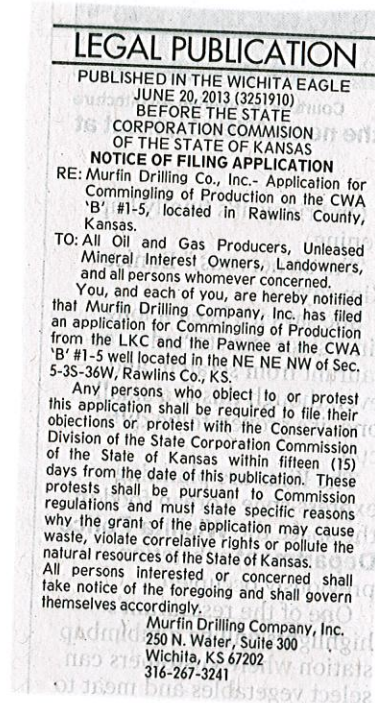 LEGAL PUBLICATION
PUBLISHED IN THE WICHITA EAGLE
JUNE 20, 2013 (3251910)
BEFORE THE STATE
CORPORATION COMMISION
OF THE STATE OF KANSAS
NOTICE OF FILING APPLICATION
RE: Murfin Drilling Co., Inc.- Application for
Commingling of Production on the CWA
'B' #1-5, located in Rawlins County,
Kansas.
TO: All Oil and Gas Producers, Unleased
Mineral Interest Owners, Landowners,
and all persons whomever concerned.
You, and each of you, are hereby notified
that Murfin Drilling Company, Inc. has filed
an application for Commingling of Production
from the LKC and the Pawnee at the CWA
'B' #1-5 well located in the NE NE NW of Sec.
5-3S-36W, Rawlins Co., KS.
Any persons who object to or protest
this application shall be required to file their
objections or protest with the Conservation
Division of the State Corporation Commission
of the State of Kansas within fifteen (15)
days from the date of this publication. These
protests shall be pursuant to Commission
regulations and must state specific reasons
why the grant of the application may cause
waste, violate correlative rights or pollute the
natural resources of the State of Kansas.
All persons interested or concerned shall
take notice of the foregoing and shall govern
themselves accordingly.
Murfin Drilling Company, Inc.
250 N. Water, Suite 300
Wichita, KS 67202
316-267-3241